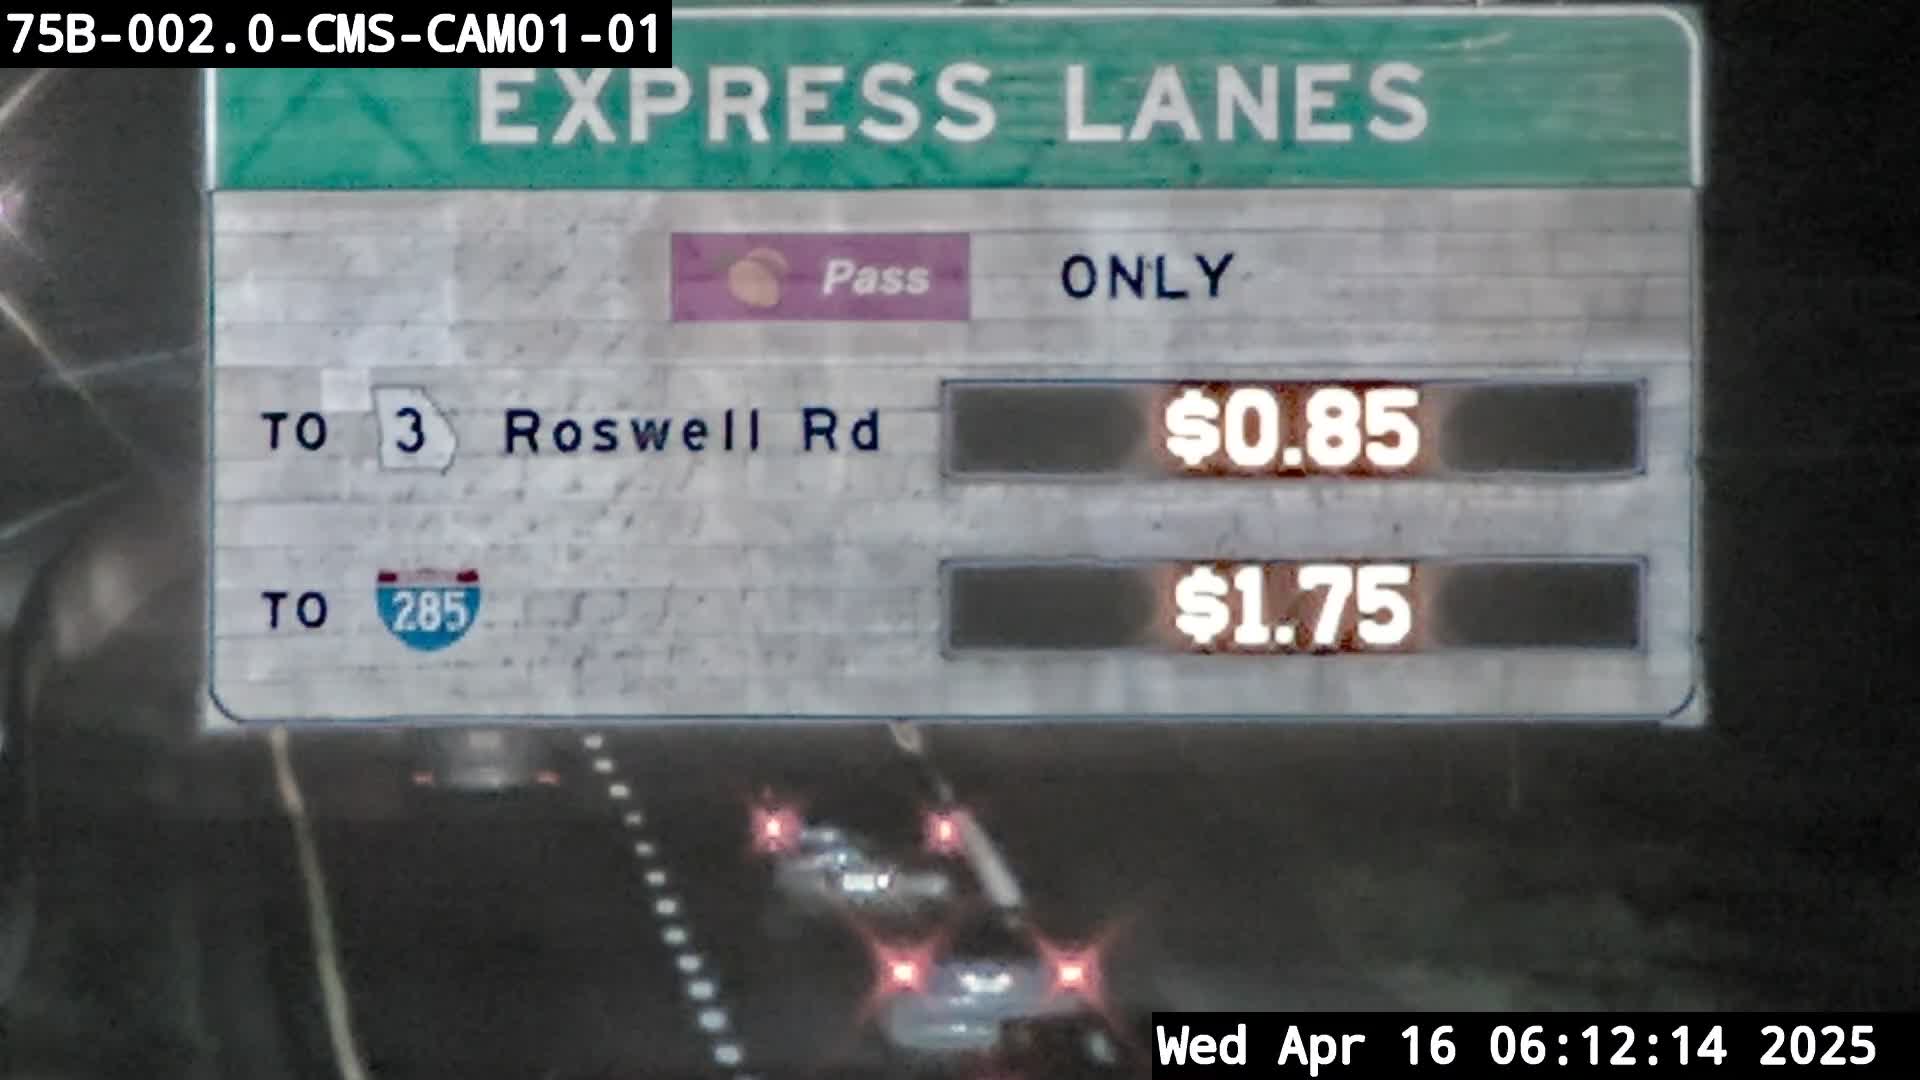 75B-002.0-CMS-CAM01-01
EXPRESS LANES
Pass ONLY
TO 3 Roswell Rd $0.85
TO 285 $1.75
Wed Apr 16 06:12:14 2025